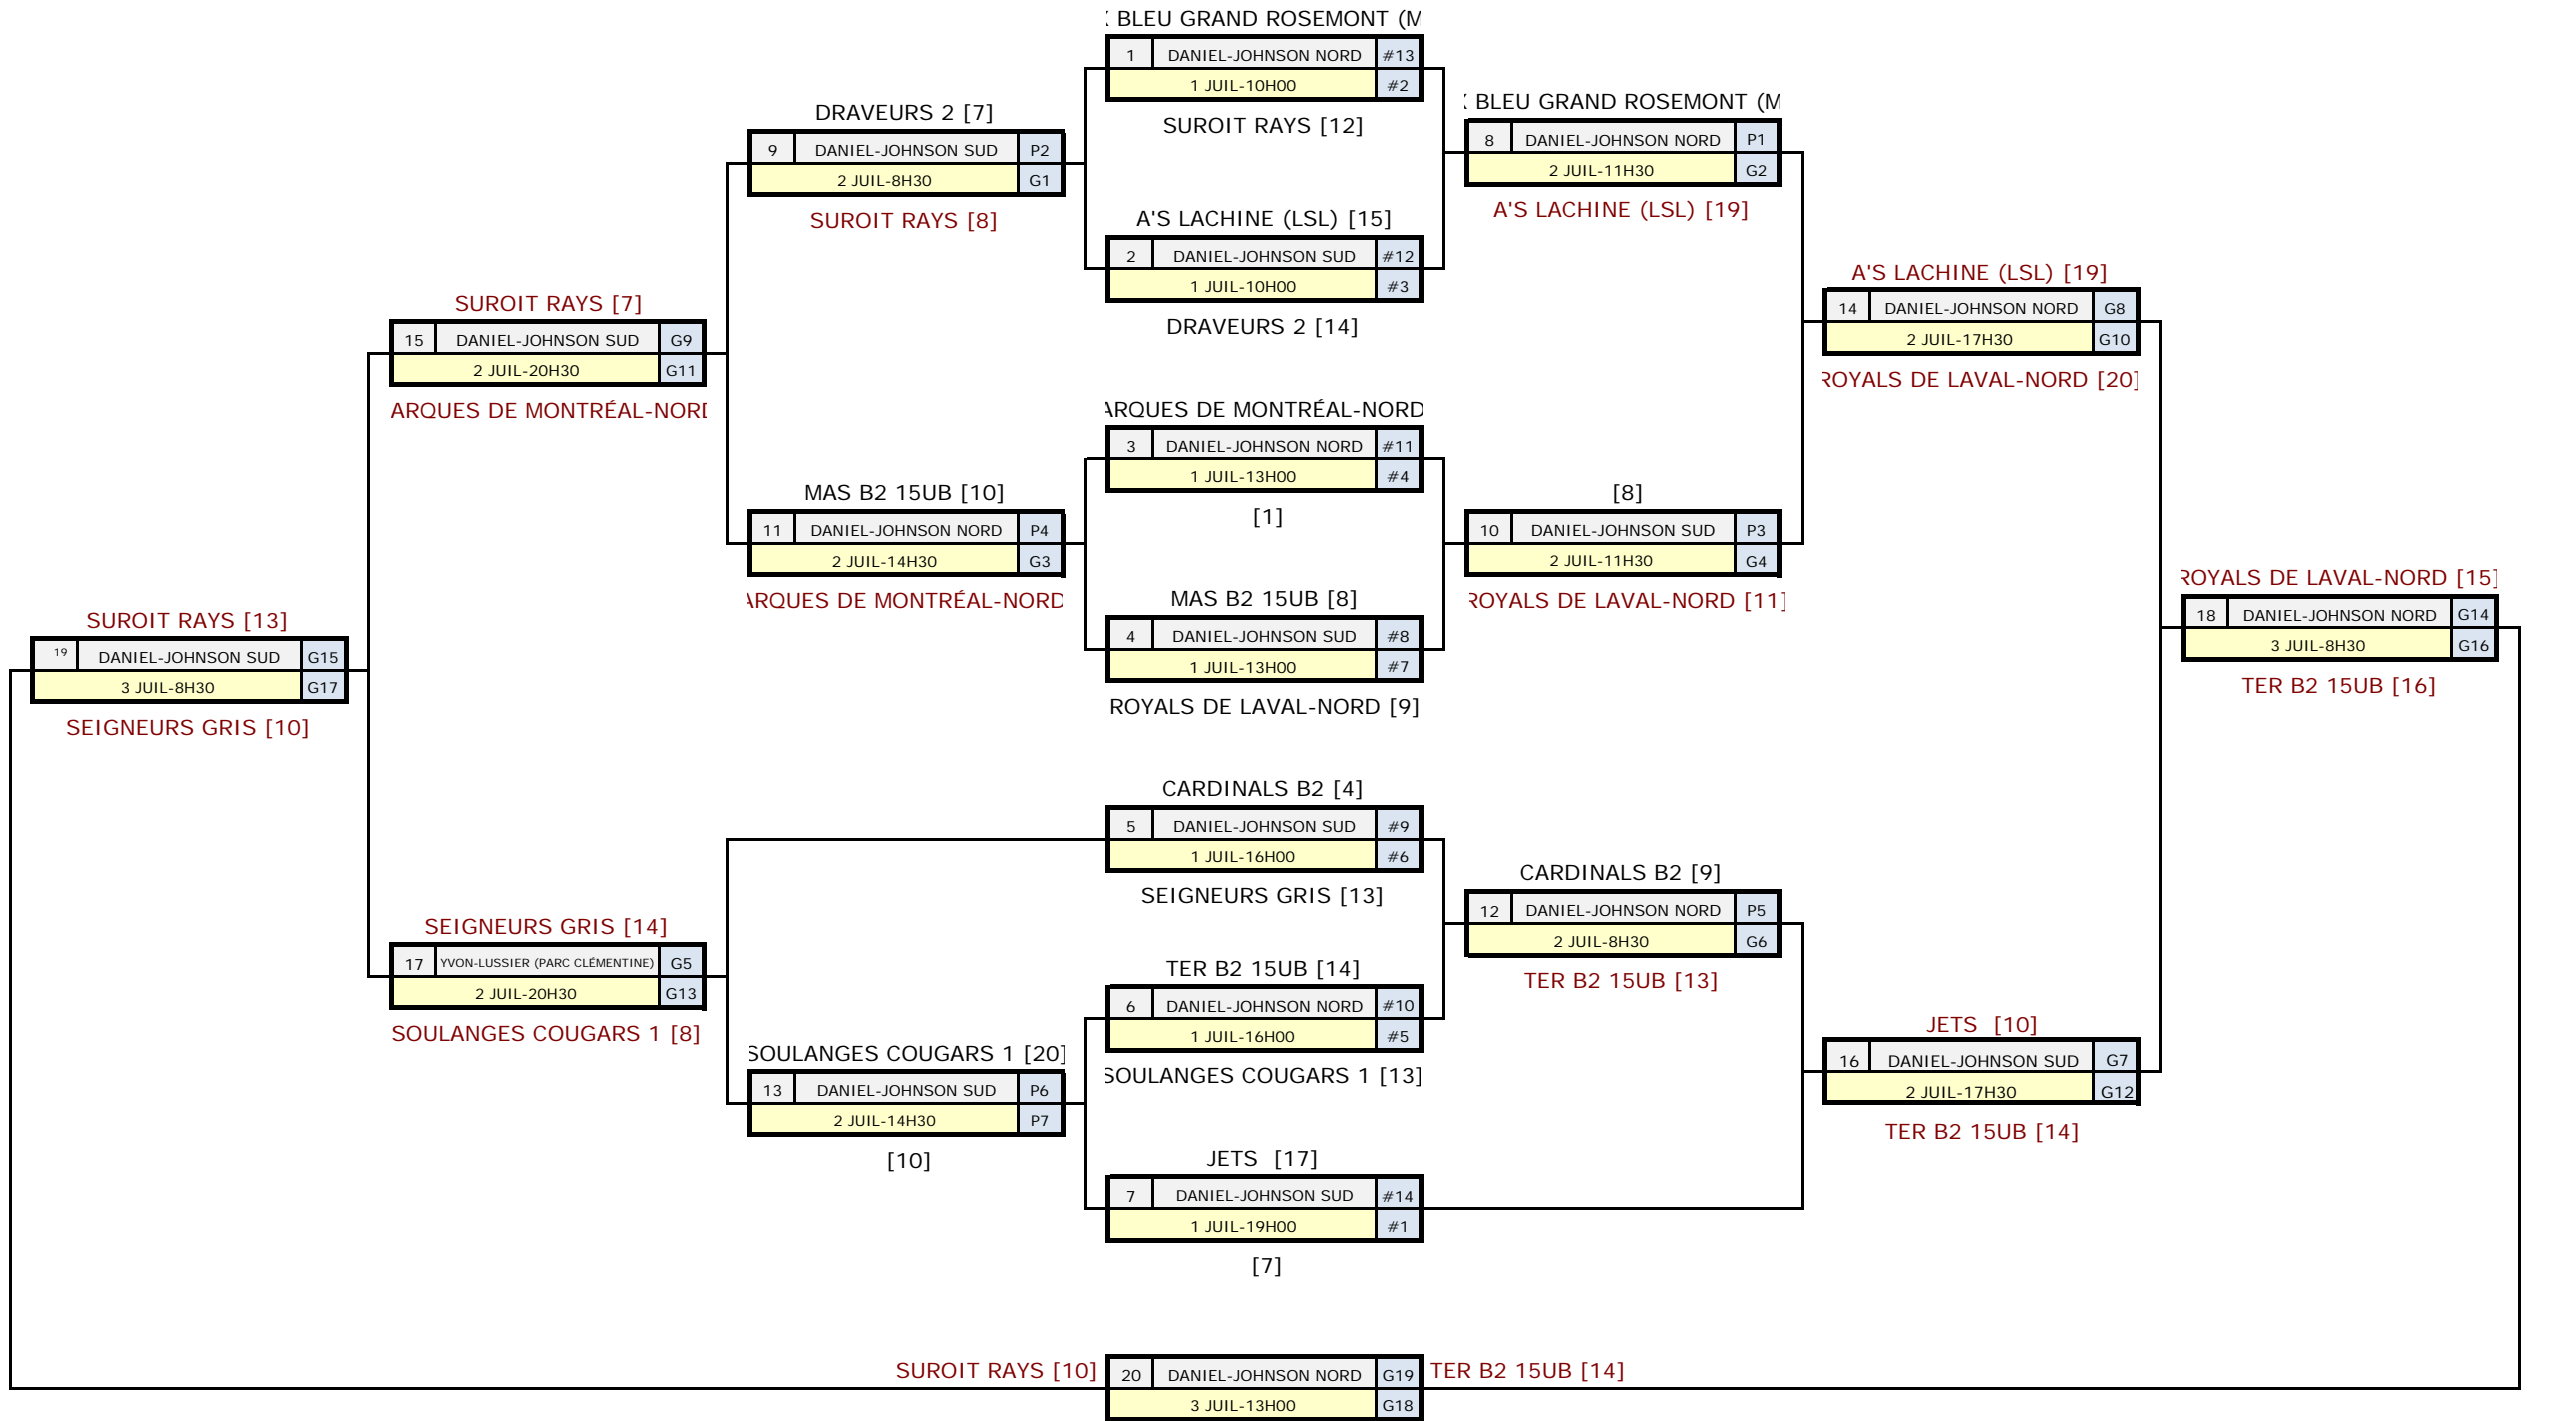 BLEU GRAND ROSEMONT (M
1 DANIEL-JOHNSON NORD #13
1 JUIL-10H00 #2
SUROIT RAYS [12]
BLEU GRAND ROSEMONT (M
8 DANIEL-JOHNSON NORD P1
2 JUIL-11H30 G2
A'S LACHINE (LSL) [19]
DRAVEURS 2 [7]
9 DANIEL-JOHNSON SUD P2
2 JUIL-8H30 G1
SUROIT RAYS [8]
A'S LACHINE (LSL) [15]
2 DANIEL-JOHNSON SUD #12
1 JUIL-10H00 #3
DRAVEURS 2 [14]
A'S LACHINE (LSL) [19]
14 DANIEL-JOHNSON NORD G8
2 JUIL-17H30 G10
ROYALS DE LAVAL-NORD [20]
SUROIT RAYS [7]
15 DANIEL-JOHNSON SUD G9
2 JUIL-20H30 G11
ARQUES DE MONTRÉAL-NORD
ARQUES DE MONTRÉAL-NORD
3 DANIEL-JOHNSON NORD #11
1 JUIL-13H00 #4
[1]
MAS B2 15UB [10]
11 DANIEL-JOHNSON NORD P4
2 JUIL-14H30 G3
ARQUES DE MONTRÉAL-NORD
[8]
10 DANIEL-JOHNSON SUD P3
2 JUIL-11H30 G4
ROYALS DE LAVAL-NORD [11]
MAS B2 15UB [8]
4 DANIEL-JOHNSON SUD #8
1 JUIL-13H00 #7
ROYALS DE LAVAL-NORD [9]
ROYALS DE LAVAL-NORD [15]
18 DANIEL-JOHNSON NORD G14
3 JUIL-8H30 G16
TER B2 15UB [16]
SUROIT RAYS [13]
19 DANIEL-JOHNSON SUD G15
3 JUIL-8H30 G17
SEIGNEURS GRIS [10]
CARDINALS B2 [4]
5 DANIEL-JOHNSON SUD #9
1 JUIL-16H00 #6
SEIGNEURS GRIS [13]
CARDINALS B2 [9]
12 DANIEL-JOHNSON NORD P5
2 JUIL-8H30 G6
TER B2 15UB [13]
SEIGNEURS GRIS [14]
17 YVON-LUSSIER (PARC CLÉMENTINE) G5
2 JUIL-20H30 G13
SOULANGES COUGARS 1 [8]
TER B2 15UB [14]
6 DANIEL-JOHNSON NORD #10
1 JUIL-16H00 #5
SOULANGES COUGARS 1 [13]
JETS [10]
16 DANIEL-JOHNSON SUD G7
2 JUIL-17H30 G12
TER B2 15UB [14]
SOULANGES COUGARS 1 [20]
13 DANIEL-JOHNSON SUD P6
2 JUIL-14H30 P7
[10]
JETS [17]
7 DANIEL-JOHNSON SUD #14
1 JUIL-19H00 #1
[7]
SUROIT RAYS [10] 20 DANIEL-JOHNSON NORD G19 TER B2 15UB [14]
3 JUIL-13H00 G18